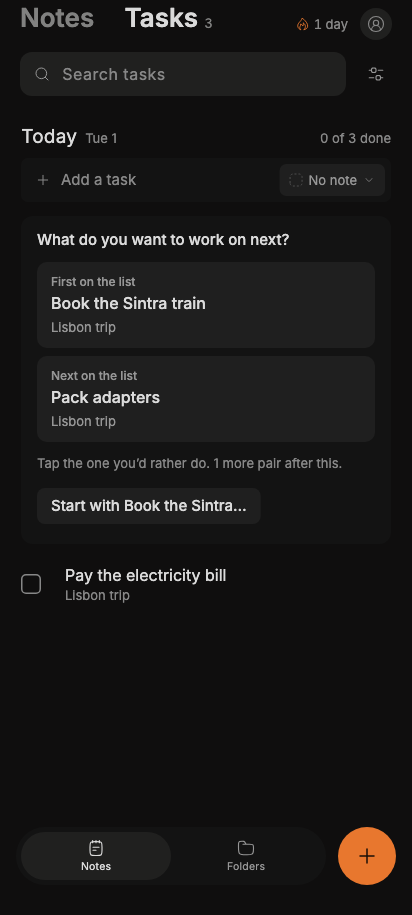 Notes Tasks 3 1 day
Search tasks
Today Tue 1 0 of 3 done
Add a task No note
What do you want to work on next?
First on the list
Book the Sintra train
Lisbon trip
Next on the list
Pack adapters
Lisbon trip
Tap the one you'd rather do. 1 more pair after this.
Start with Book the Sintra...
Pay the electricity bill
Lisbon trip
Notes Folders